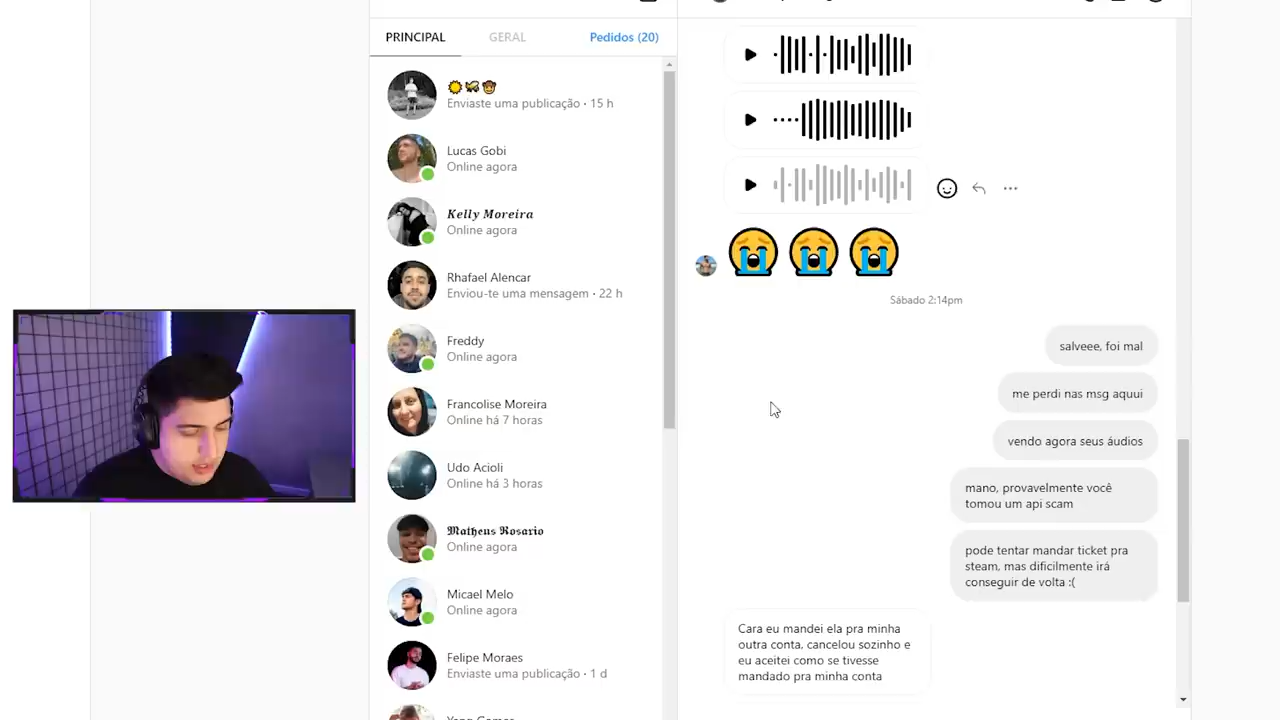 PRINCIPAL
GERAL
Pedidos (20)
Enviaste uma publicação · 15 h
Lucas Gobi
Online agora
Kelly Moreira
Online agora
Rhafael Alencar
Enviou-te uma mensagem · 22 h
Freddy
Online agora
Francolise Moreira
Online há 7 horas
Udo Acioli
Online há 3 horas
𝕸𝖆𝖙𝖍𝖊𝖚𝖘 𝕽𝖔𝖘𝖆𝖗𝖎𝖔
Online agora
Micael Melo
Online agora
Felipe Moraes
Enviaste uma publicação · 1 d
Sábado 2:14pm
salveee, foi mal
me perdi nas msg aquui
vendo agora seus áudios
mano, provavelmente você
tomou um api scam
pode tentar mandar ticket pra
steam, mas dificilmente irá
conseguir de volta :(
Cara eu mandei ela pra minha
outra conta, cancelou sozinho e
eu aceitei como se tivesse
mandado pra minha conta